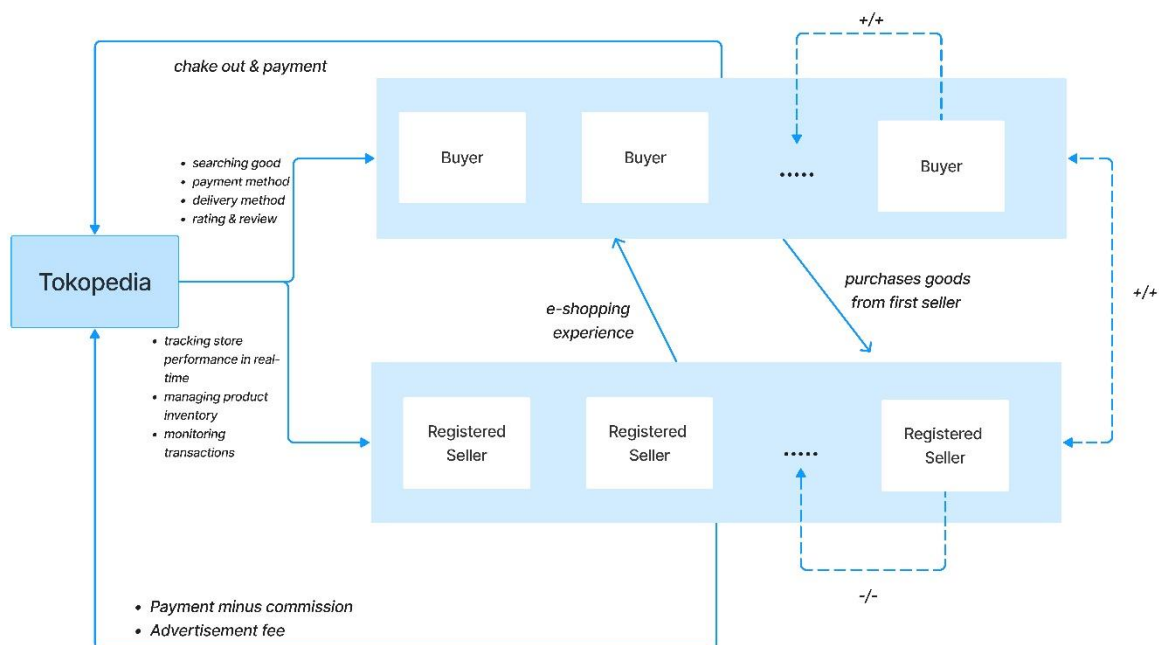 +/+
chake out & payment
• searching good
• payment method
• delivery method
• rating & review
Buyer
Buyer
.....
Buyer
Tokopedia
e-shopping
experience
purchases goods
from first seller
+/+
• tracking store
performance in real-
time
• managing product
inventory
• monitoring
transactions
Registered
Seller
Registered
Seller
.....
Registered
Seller
-/-
• Payment minus commission
• Advertisement fee